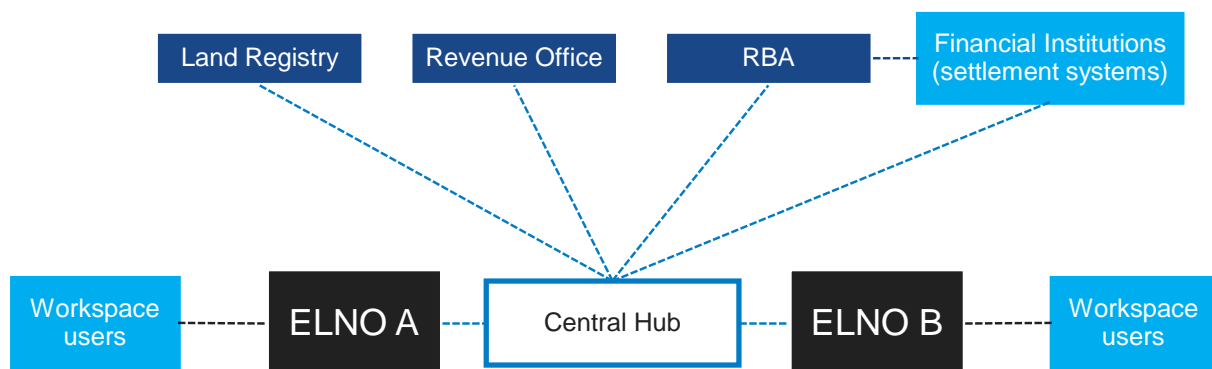 Land Registry
Revenue Office
RBA
Financial Institutions
(settlement systems)
Workspace
users
ELNO A
Central Hub
ELNO B
Workspace
users